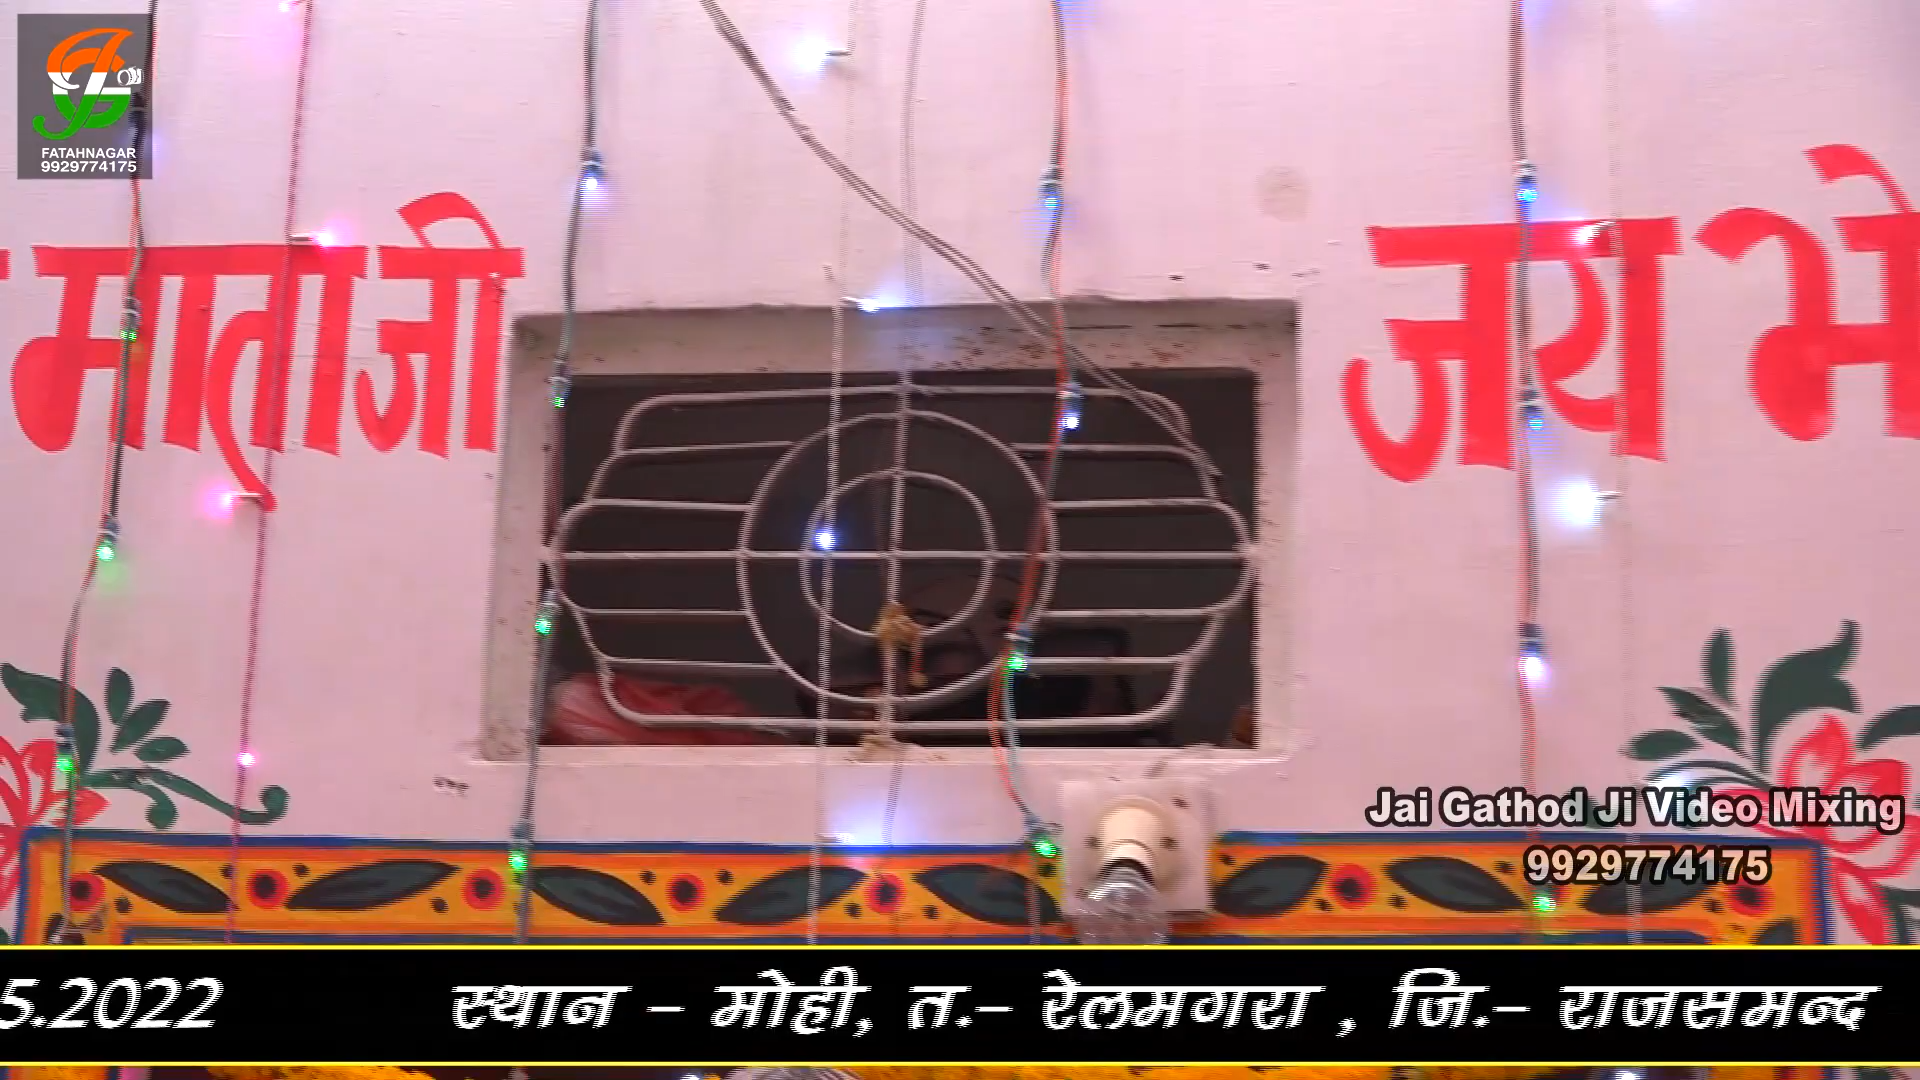 FATAHNAGAR
9929774175
माताजी
जय
Jai Gathod Ji Video Mixing
9929774175
5.2022 स्थान - मोही, त.- रेलमगरा , जि.- राजसमन्द